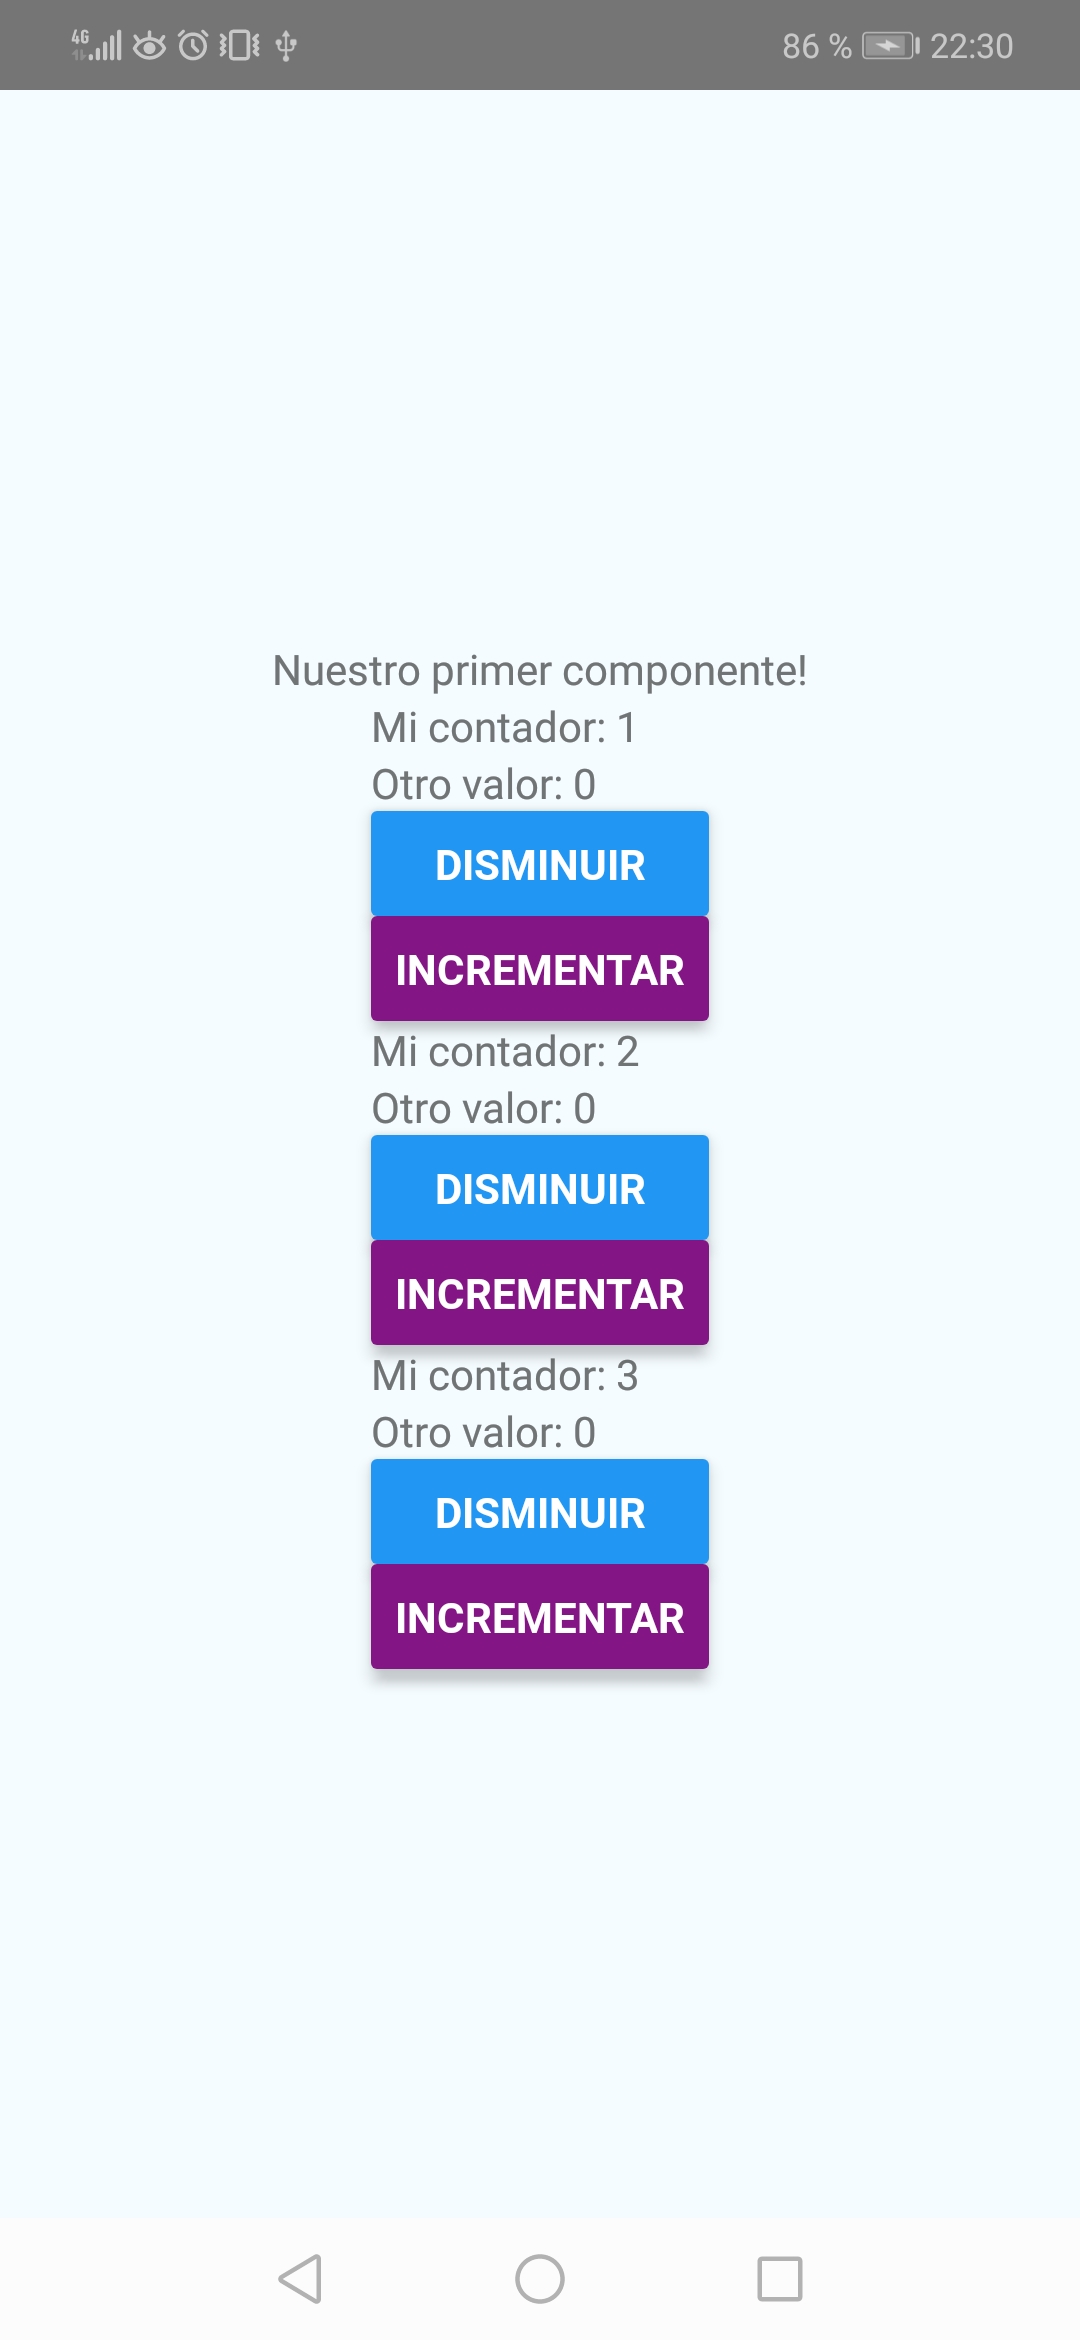 4G 86 % 22:30
Nuestro primer componente!
Mi contador: 1
Otro valor: 0
DISMINUIR
INCREMENTAR
Mi contador: 2
Otro valor: 0
DISMINUIR
INCREMENTAR
Mi contador: 3
Otro valor: 0
DISMINUIR
INCREMENTAR